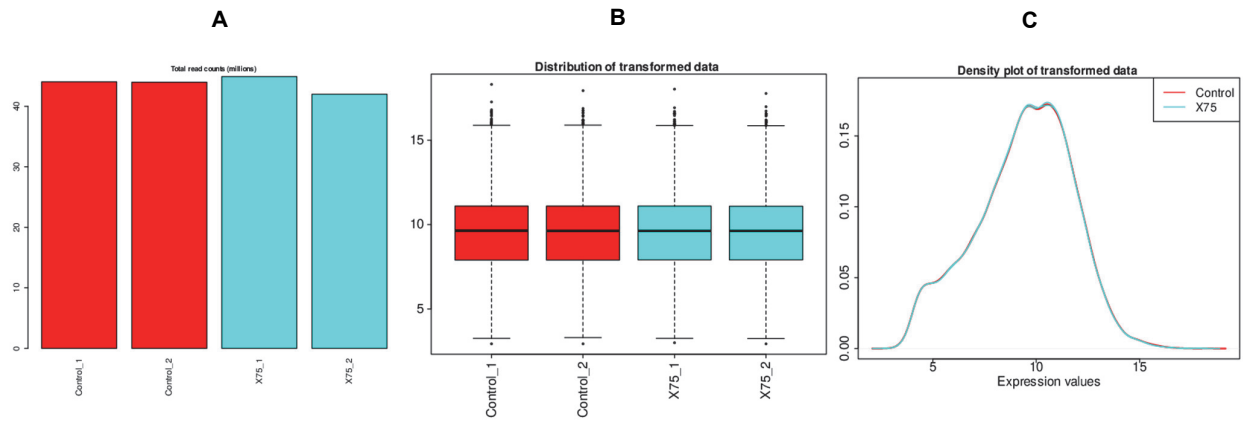 A
Total read counts (millions)
40
30
20
10
0
Control_1
Control_2
X75_1
X75_2
B
Distribution of transformed data
15
10
5
Control_1
Control_2
X75_1
X75_2
C
Density plot of transformed data
Control
X75
0.15
0.10
0.05
0.00
5
10
15
Expression values